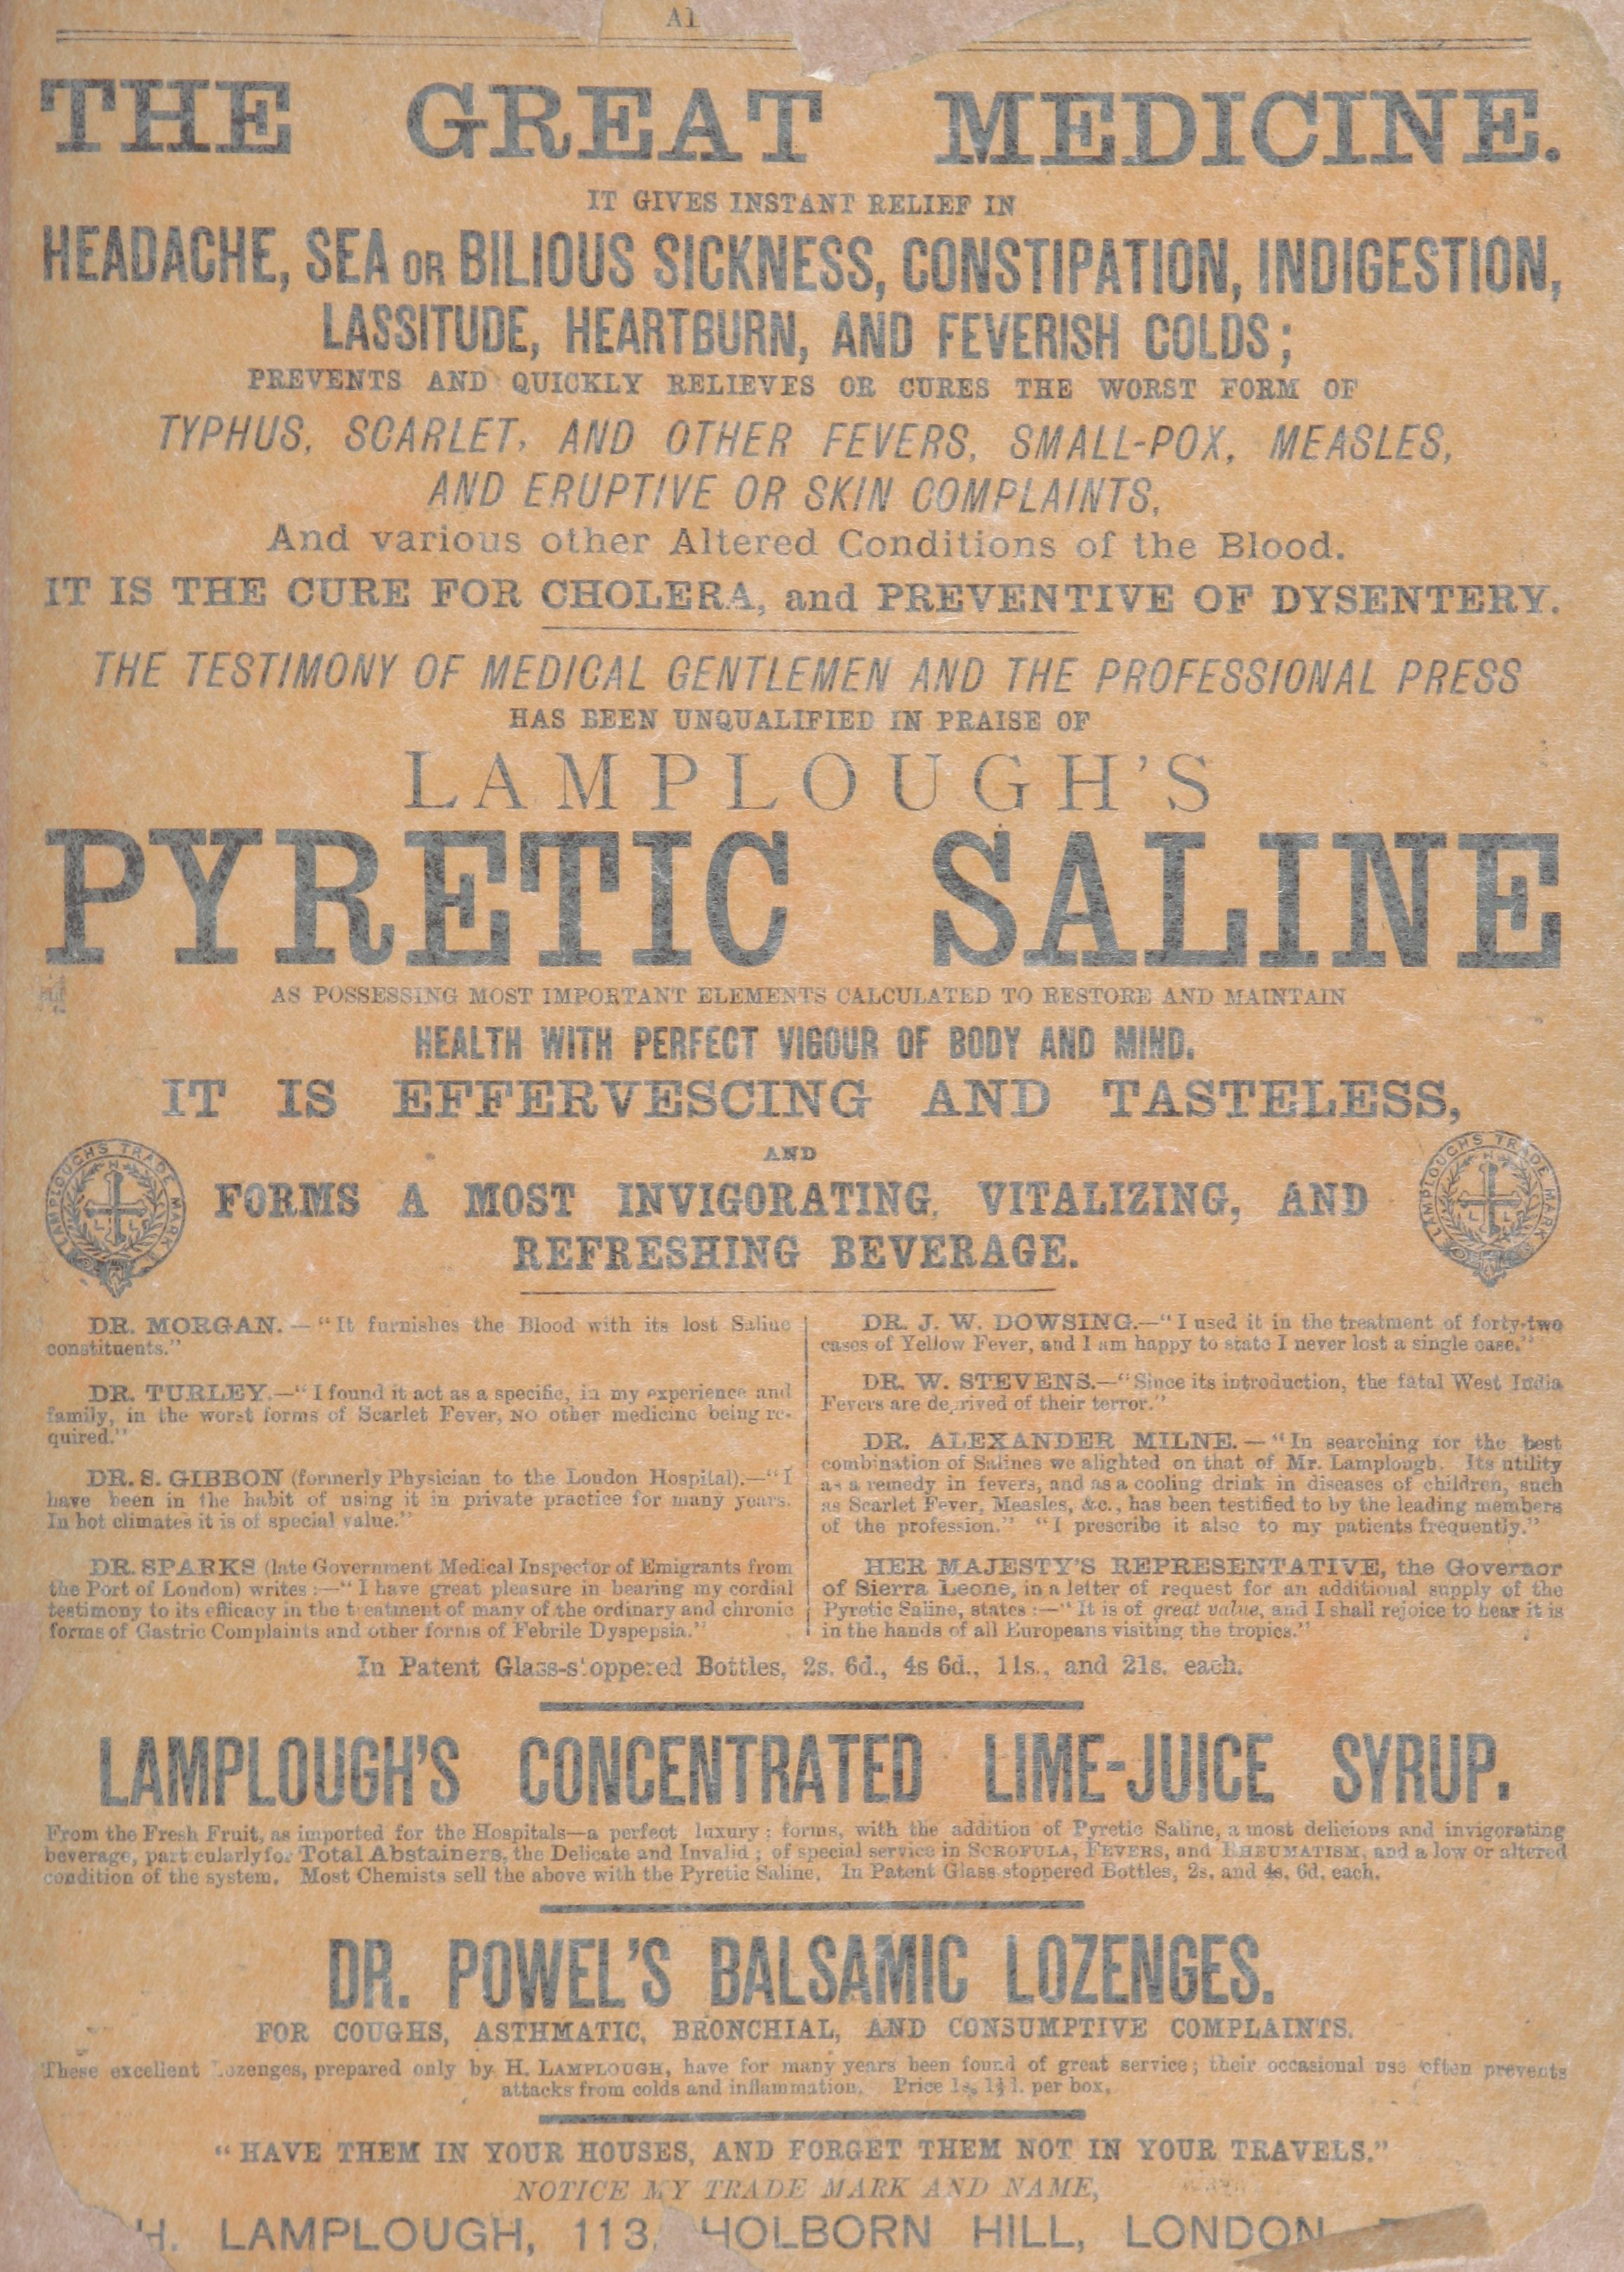 THE GREAT MEDICINE.
IT GIVES INSTANT RELIEF IN
HEADACHE, SEA OR BILIOUS SICKNESS, CONSTIPATION, INDIGESTION,
LASSITUDE, HEARTBURN, AND FEVERISH COLDS;
PREVENTS AND QUICKLY RELIEVES OR CURES THE WORST FORM OF
TYPHUS, SCARLET, AND OTHER FEVERS, SMALL-POX, MEASLES,
AND ERUPTIVE OR SKIN COMPLAINTS,
And various other Altered Conditions of the Blood.
IT IS THE CURE FOR CHOLERA, and PREVENTIVE OF DYSENTERY.
THE TESTIMONY OF MEDICAL GENTLEMEN AND THE PROFESSIONAL PRESS
HAS BEEN UNQUALIFIED IN PRAISE OF
LAMPLOUGH'S
PYRETIC SALINE
AS POSSESSING MOST IMPORTANT ELEMENTS CALCULATED TO RESTORE AND MAINTAIN
HEALTH WITH PERFECT VIGOUR OF BODY AND MIND.
IT IS EFFERVESCING AND TASTELESS,
AND
FORMS A MOST INVIGORATING, VITALIZING, AND
REFRESHING BEVERAGE.
LAMPLOUGHS TRADE MARK
LAMPLOUGHS TRADE MARK
DR. MORGAN.—"It furnishes the Blood with its lost Saline
constituents."
DR. TURLEY.—"I found it act as a specific, in my experience and
family, in the worst forms of Scarlet Fever, NO other medicine being re-
quired."
DR. S. GIBBON (formerly Physician to the London Hospital).—"I
have been in the habit of using it in private practice for many years.
In hot climates it is of special value."
DR. SPARKS (late Government Medical Inspector of Emigrants from
the Port of London) writes:—"I have great pleasure in bearing my cordial
testimony to its efficacy in the treatment of many of the ordinary and chronic
forms of Gastric Complaints and other forms of Febrile Dyspepsia."
DR. J. W. DOWSING.—"I used it in the treatment of forty-two
cases of Yellow Fever, and I am happy to state I never lost a single case."
DR. W. STEVENS.—"Since its introduction, the fatal West India
Fevers are deprived of their terror."
DR. ALEXANDER MILNE.—"In searching for the best
combination of Salines we alighted on that of Mr. Lamplough. Its utility
as a remedy in fevers, and as a cooling drink in diseases of children, such
as Scarlet Fever, Measles, &c., has been testified to by the leading members
of the profession." "I prescribe it also to my patients frequently."
HER MAJESTY'S REPRESENTATIVE, the Governor
of Sierra Leone, in a letter of request for an additional supply of the
Pyretic Saline, states:—"It is of great value, and I shall rejoice to hear it is
in the hands of all Europeans visiting the tropics."
In Patent Glass-stoppered Bottles, 2s. 6d., 4s 6d., 11s., and 21s. each.
LAMPLOUGH'S CONCENTRATED LIME-JUICE SYRUP.
From the Fresh Fruit, as imported for the Hospitals—a perfect luxury; forms, with the addition of Pyretic Saline, a most delicious and invigorating
beverage, particularly for Total Abstainers, the Delicate and Invalid; of special service in SCROFULA, FEVERS, and RHEUMATISM, and a low or altered
condition of the system. Most Chemists sell the above with the Pyretic Saline. In Patent Glass stoppered Bottles, 2s. and 4s. 6d. each.
DR. POWEL'S BALSAMIC LOZENGES.
FOR COUGHS, ASTHMATIC, BRONCHIAL, AND CONSUMPTIVE COMPLAINTS.
These excellent Lozenges, prepared only by H. LAMPLOUGH, have for many years been found of great service; their occasional use often prevents
attacks from colds and inflammation. Price 1s. 1½d. per box.
"HAVE THEM IN YOUR HOUSES, AND FORGET THEM NOT IN YOUR TRAVELS."
NOTICE MY TRADE MARK AND NAME,
H. LAMPLOUGH, 113, HOLBORN HILL, LONDON